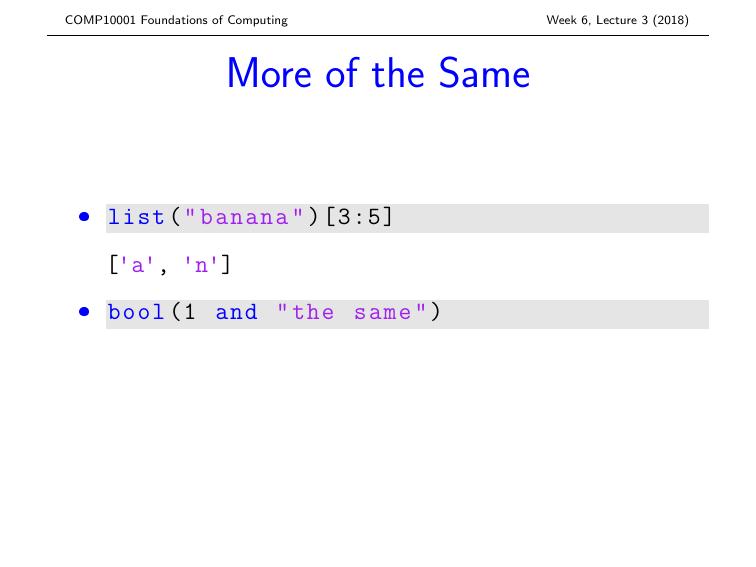 COMP10001 Foundations of Computing Week 6, Lecture 3 (2018)
More of the Same
• list("banana")[3:5]
['a', 'n']
• bool(1 and "the same")